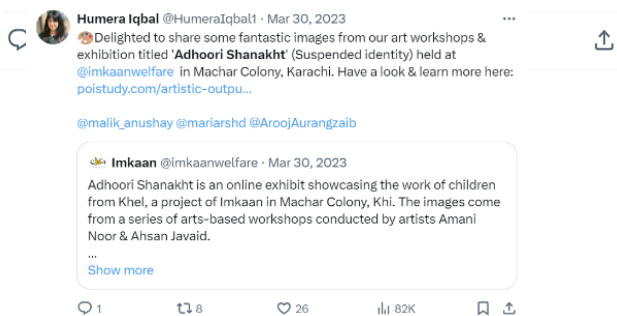 Humera Iqbal @HumeraIqbal1 · Mar 30, 2023
🎨Delighted to share some fantastic images from our art workshops &
exhibition titled 'Adhoori Shanakht' (Suspended identity) held at
@imkaanwelfare in Machar Colony, Karachi. Have a look & learn more here:
poistudy.com/artistic-outpu...
@malik_anushay @mariarshd @AroojAurangzaib
Imkaan @imkaanwelfare · Mar 30, 2023
Adhoori Shanakht is an online exhibit showcasing the work of children
from Khel, a project of Imkaan in Machar Colony, Khi. The images come
from a series of arts-based workshops conducted by artists Amani
Noor & Ahsan Javaid.
...
Show more
1 8 26 82K